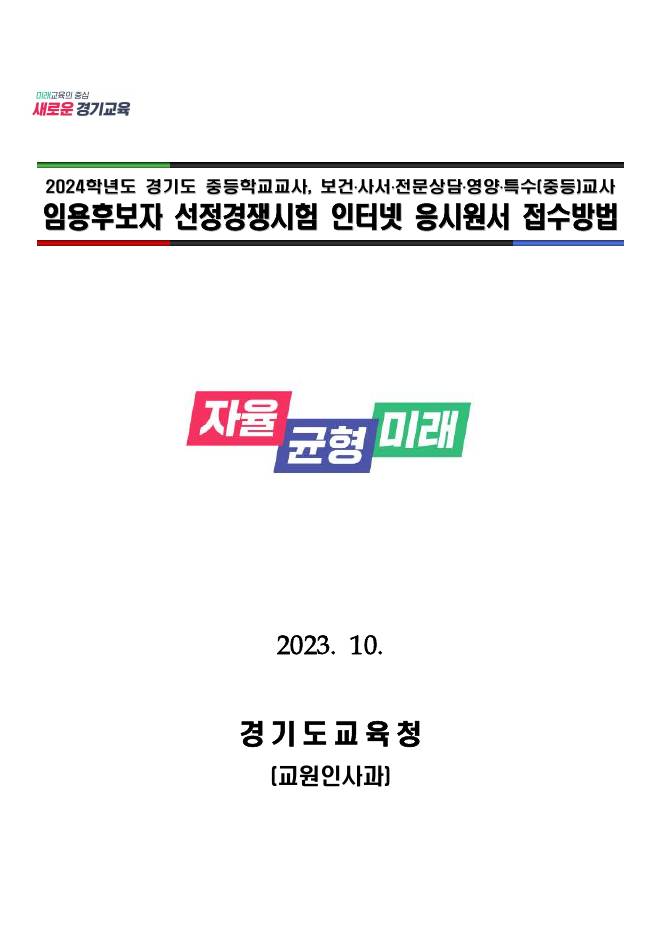 미래교육의 중심
새로운 경기교육
2024학년도 경기도 중등학교교사, 보건·사서·전문상담·영양·특수(중등)교사
임용후보자 선정경쟁시험 인터넷 응시원서 접수방법
자율 균형 미래
2023. 10.
경기도교육청
(교원인사과)